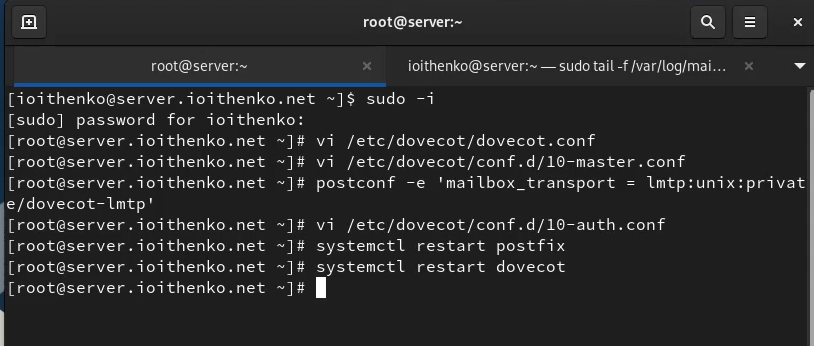 root@server:~
root@server:~
ioithenko@server:~ — sudo tail -f /var/log/mai…
[ioithenko@server.ioithenko.net ~]$ sudo -i
[sudo] password for ioithenko:
[root@server.ioithenko.net ~]# vi /etc/dovecot/dovecot.conf
[root@server.ioithenko.net ~]# vi /etc/dovecot/conf.d/10-master.conf
[root@server.ioithenko.net ~]# postconf -e 'mailbox_transport = lmtp:unix:privat
e/dovecot-lmtp'
[root@server.ioithenko.net ~]# vi /etc/dovecot/conf.d/10-auth.conf
[root@server.ioithenko.net ~]# systemctl restart postfix
[root@server.ioithenko.net ~]# systemctl restart dovecot
[root@server.ioithenko.net ~]#